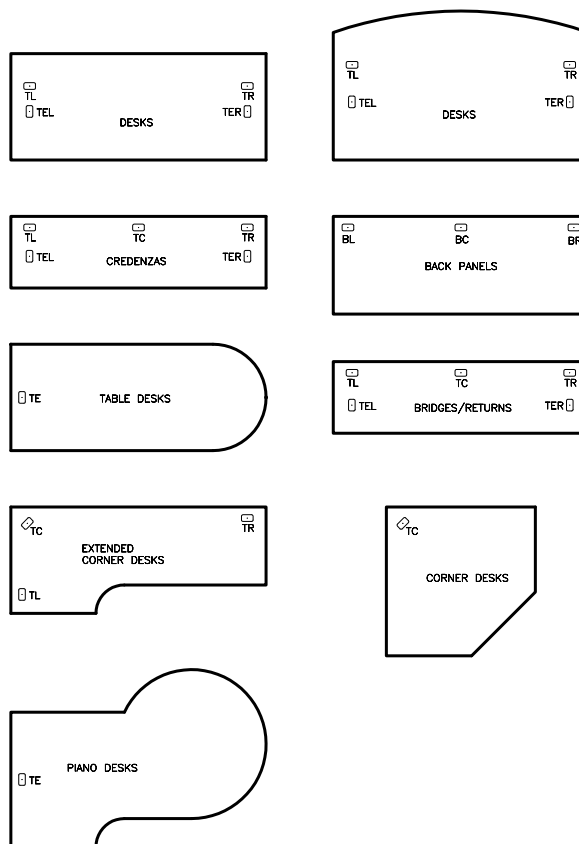 TL TR
TEL TER
DESKS
TL TR
TEL TER
DESKS
TL TC TR
TEL TER
CREDENZAS
BL BC BR
BACK PANELS
TE TABLE DESKS
TL TC TR
TEL BRIDGES/RETURNS TER
TC TR
EXTENDED
CORNER DESKS
TL
TC
CORNER DESKS
PIANO DESKS
TE